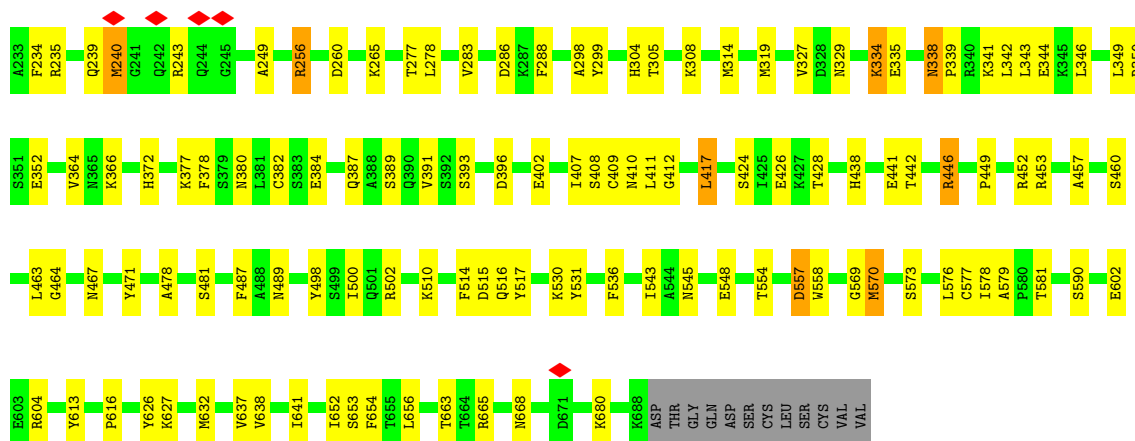 A233 F234 R235 Q239 M240 G241 Q242 R243 Q244 G245 A249 R256 D260 K265 T277 L278 V283 D286 K287 F288 A298 Y299 H304 T305 K308 M314 M319 V327 D328 N329 K334 E335 N338 P339 R340 K341 L342 L343 E344 K345 L346 L349
S351 E352 V364 N365 K366 H372 K377 F378 S379 N380 L381 C382 S383 E384 Q387 A388 S389 Q390 V391 S392 S393 D396 E402 I407 S408 C409 N410 L411 G412 L417 S424 I425 E426 K427 T428 H438 E441 T442 R446 P449 R452 R453 A457 S460
L463 G464 N467 Y471 A478 S481 F487 A488 N489 Y498 S499 I500 Q501 R502 K510 F514 D515 Q516 Y517 K530 Y531 F536 I543 A544 N545 E548 T554 D557 W558 G569 M570 S573 L576 C577 I578 A579 P580 T581 S590 E602
E603 R604 Y613 P616 Y626 K627 M632 V637 V638 I641 I652 S653 F654 T655 L656 T663 T664 R665 N668 D671 K680 K688 ASP THR GLY GLN ASP SER CYS LEU SER CYS VAL VAL